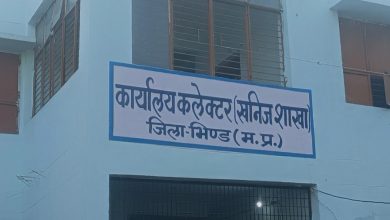 कार्यालय कलेक्टर (खनिज शाखा)
जिला-भिण्ड (म.प्र.)